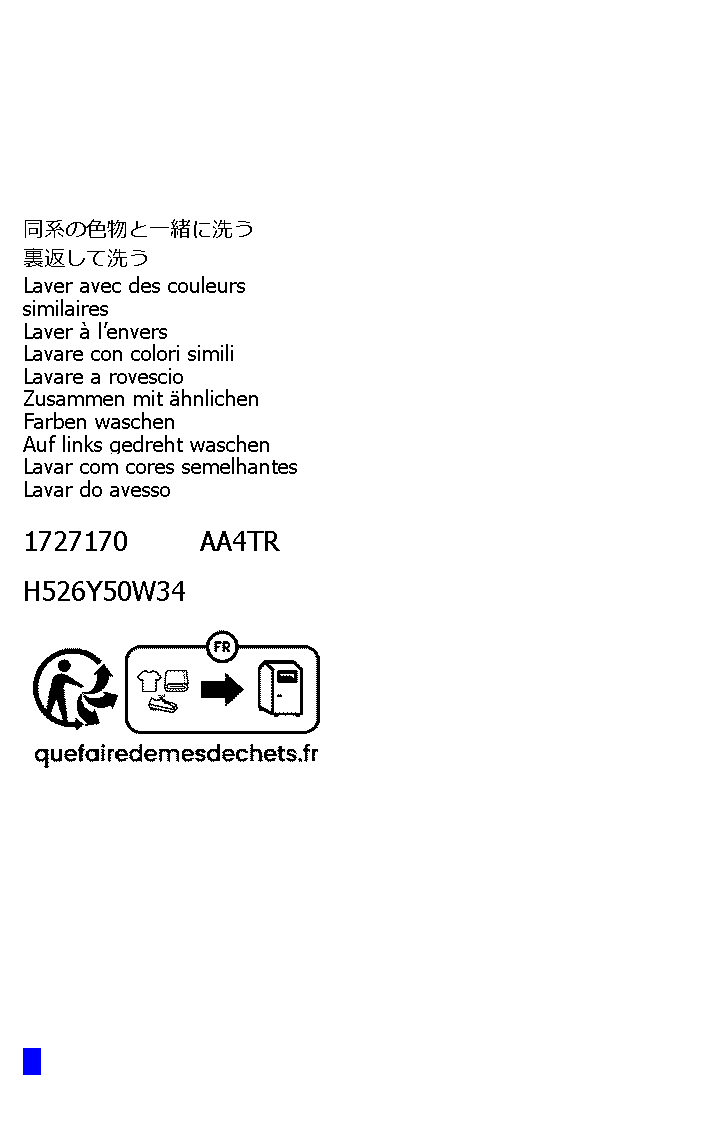 同系の色物と一緒に洗う
裏返して洗う
Laver avec des couleurs
similaires
Laver à l’envers
Lavare con colori simili
Lavare a rovescio
Zusammen mit ähnlichen
Farben waschen
Auf links gedreht waschen
Lavar com cores semelhantes
Lavar do avesso
1727170 AA4TR
H526Y50W34
FR
quefairedemesdechets.fr